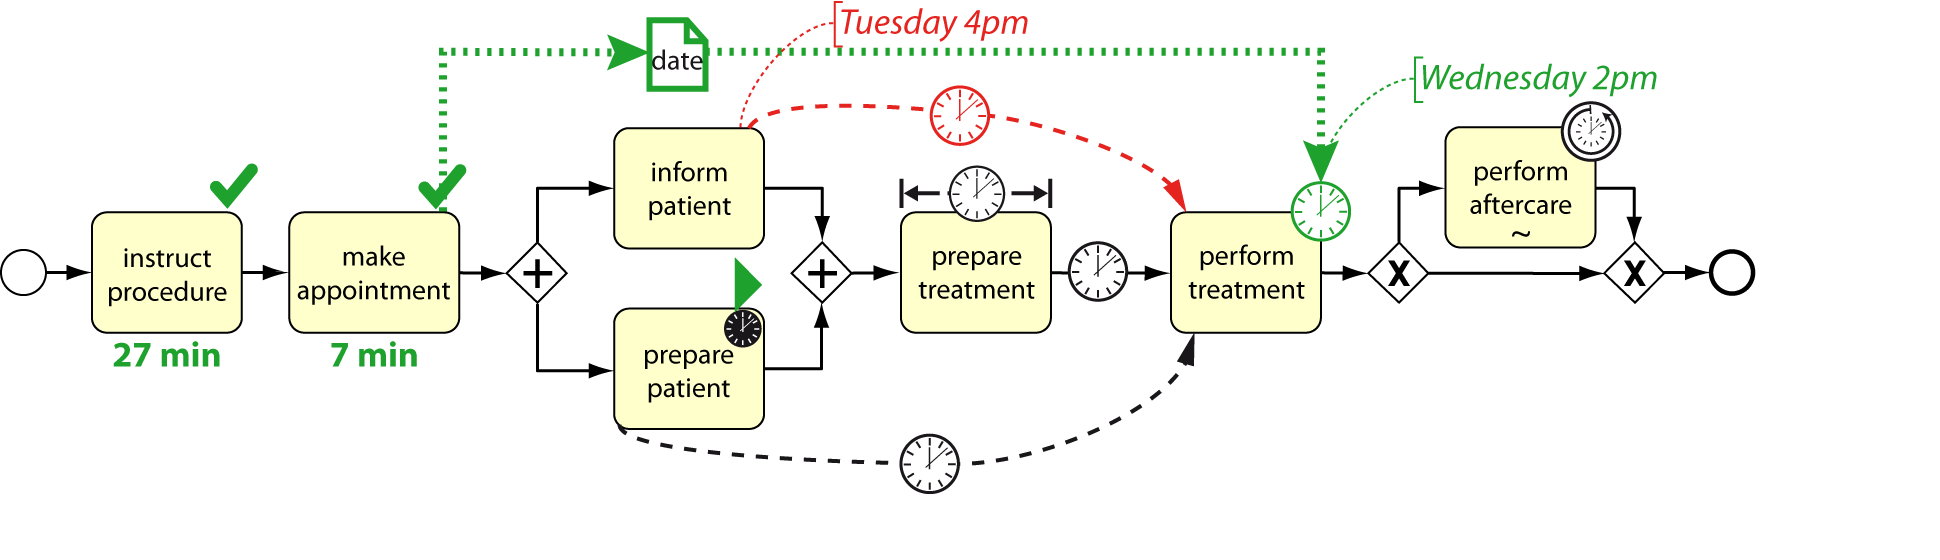 Tuesday 4pm
date
Wednesday 2pm
instruct
procedure
27 min
make
appointment
7 min
inform
patient
prepare
patient
prepare
treatment
perform
treatment
X
perform
aftercare
~
X